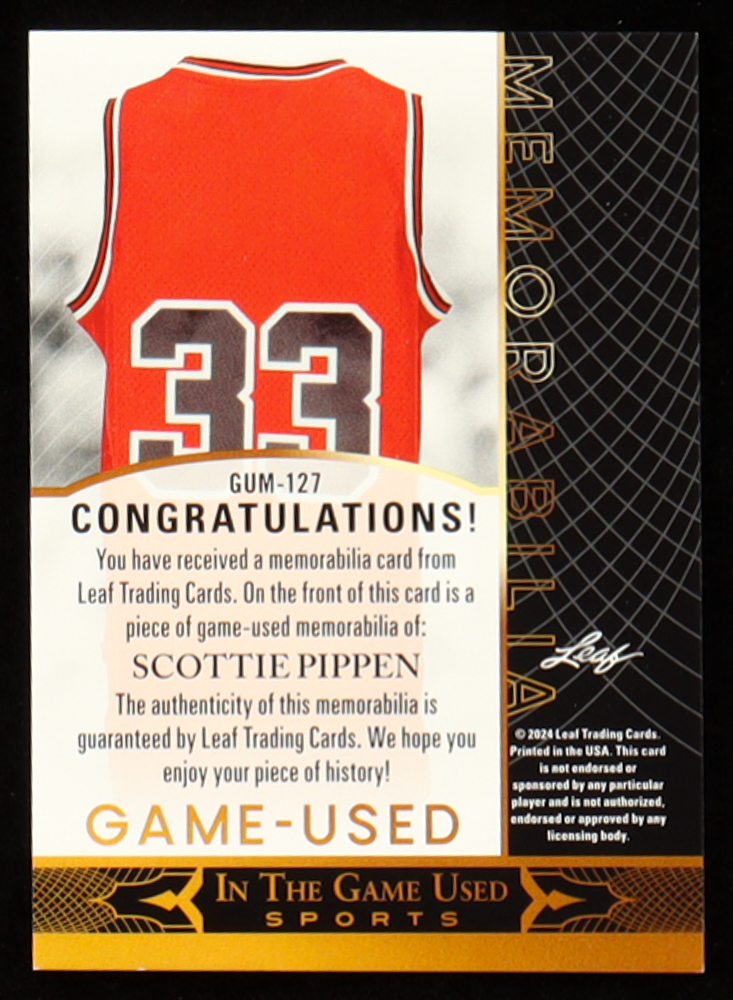 33
GUM-127
CONGRATULATIONS!
You have received a memorabilia card from
Leaf Trading Cards. On the front of this card is a
piece of game-used memorabilia of:
SCOTTIE PIPPEN
The authenticity of this memorabilia is
guaranteed by Leaf Trading Cards. We hope you
enjoy your piece of history!
GAME-USED
MEMORABILIA
Leaf
© 2024 Leaf Trading Cards.
Printed in the USA. This card
is not endorsed or
sponsored by any particular
player and is not authorized,
endorsed or approved by any
licensing body.
IN THE GAME USED
SPORTS